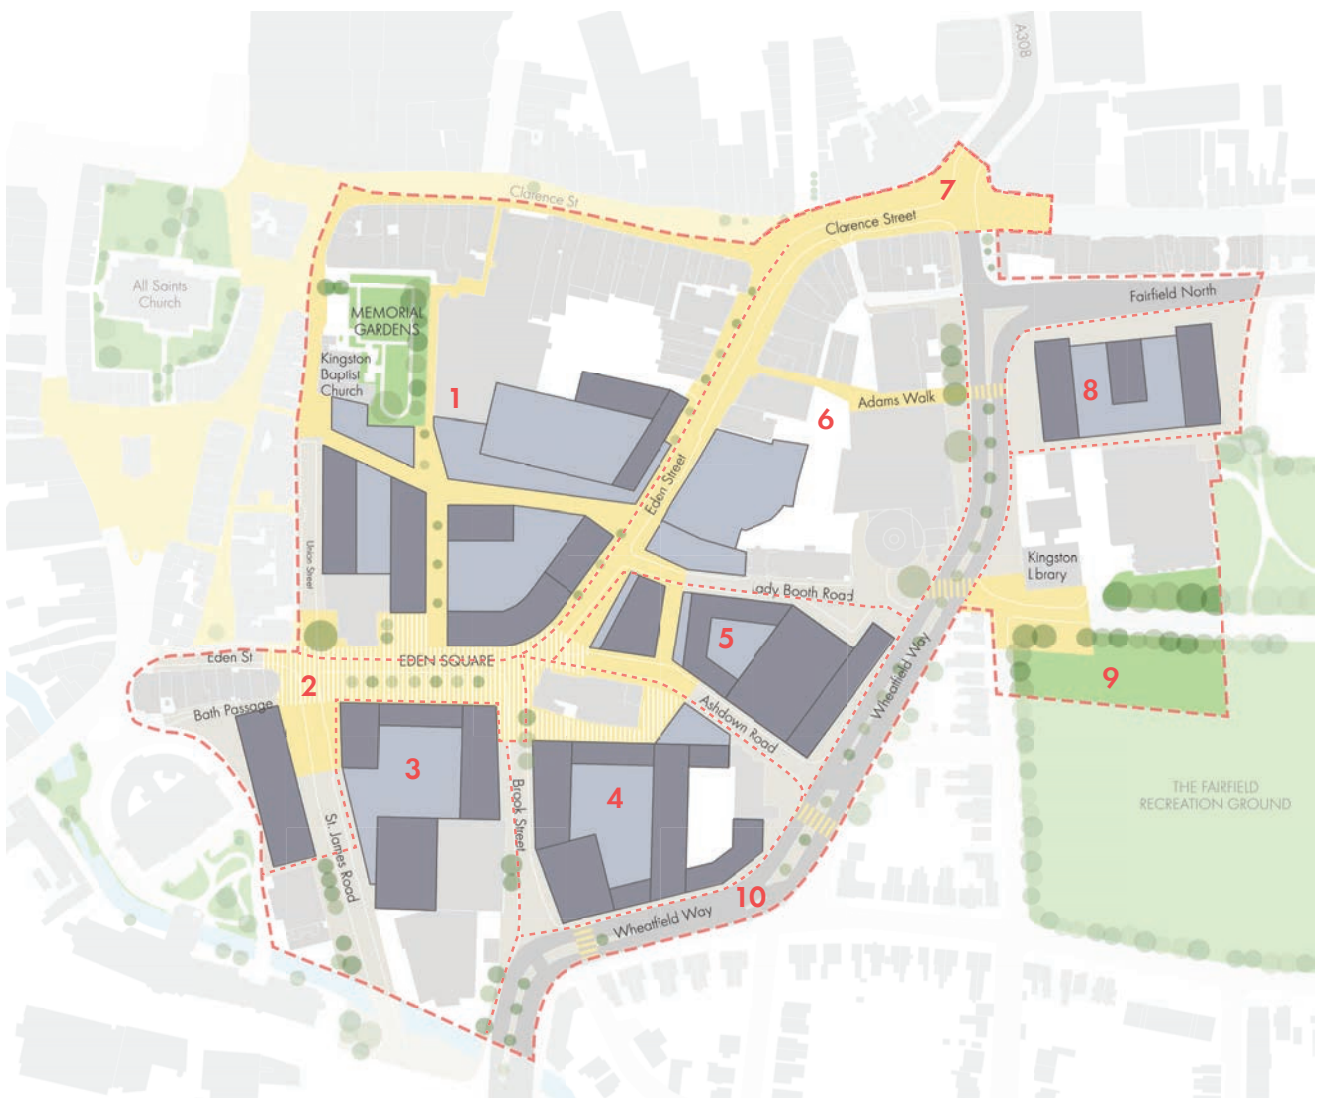 A308
Clarence St
7
Clarence Street
All Saints
Church
Fairfield North
MEMORIAL
GARDENS
Kingston
Baptist
Church
1
8
Adams Walk
6
Eden Street
Union Street
Kingston
Library
ady Booth Road
5
Eden St
EDEN SQUARE
2
9
Wheatfield Way
Bath Passage
Ashdown Road
3
4
Brook Street
THE FAIRFIELD
RECREATION GROUND
St. James Road
10
Wheatfield Way